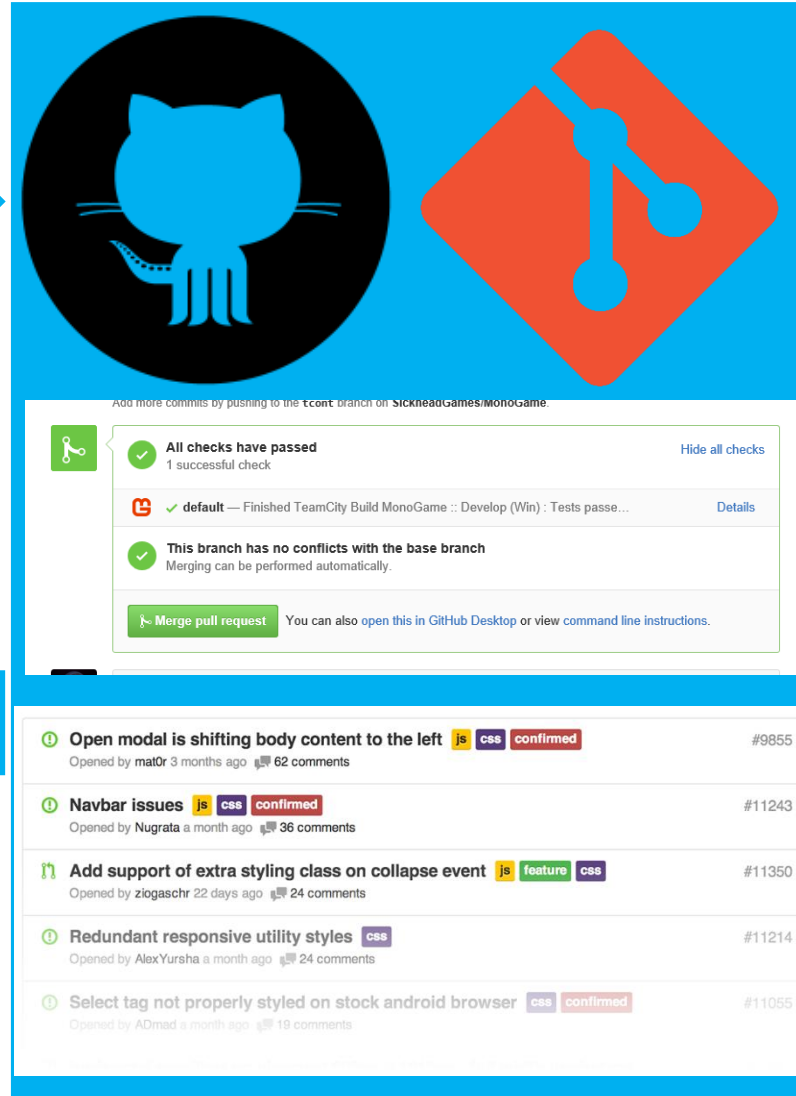 Add more commits by pushing to the tcont branch on SickheadGames/MonoGame.
All checks have passed
Hide all checks
1 successful check
default — Finished TeamCity Build MonoGame :: Develop (Win) : Tests passe…
Details
This branch has no conflicts with the base branch
Merging can be performed automatically.
Merge pull request You can also open this in GitHub Desktop or view command line instructions.
Open modal is shifting body content to the left js css confirmed #9855
Opened by mat0r 3 months ago 62 comments
Navbar issues js css confirmed #11243
Opened by Nugrata a month ago 36 comments
Add support of extra styling class on collapse event js feature css #11350
Opened by ziogaschr 22 days ago 24 comments
Redundant responsive utility styles css #11214
Opened by AlexYursha a month ago 24 comments
Select tag not properly styled on stock android browser css confirmed #11055
Opened by ADmad a month ago 19 comments